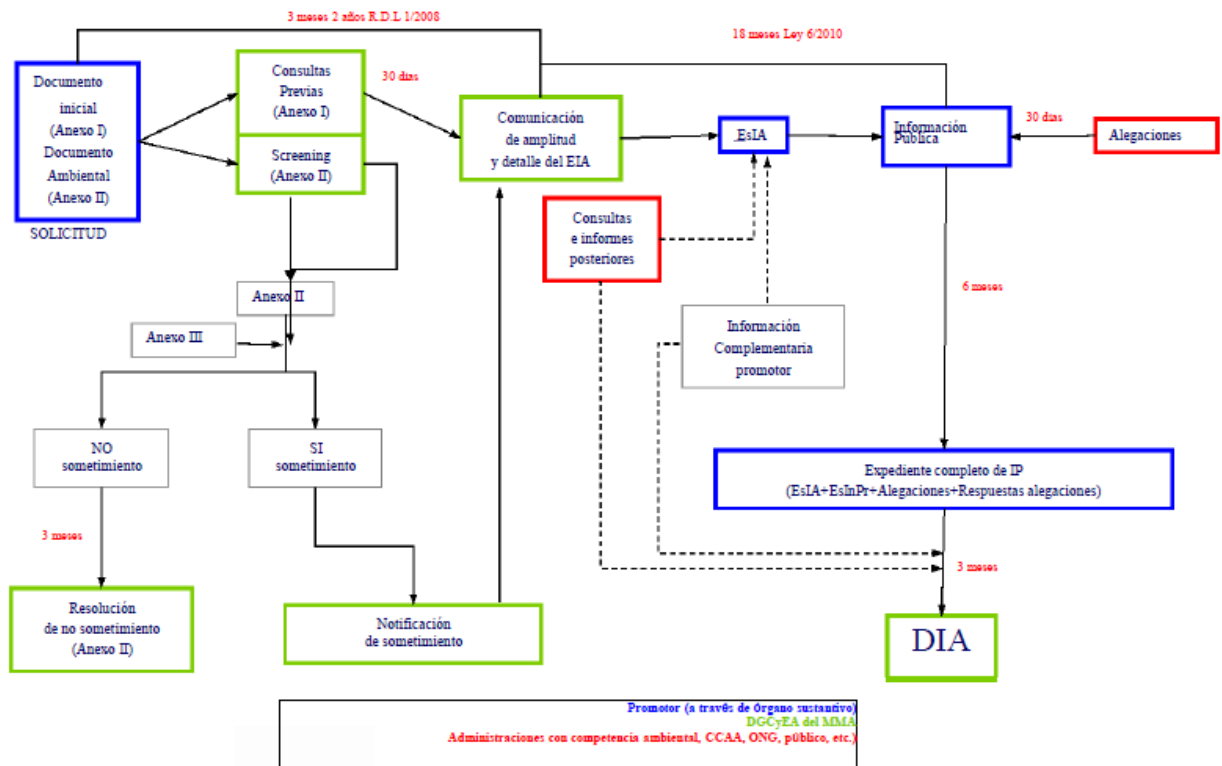 3 meses 2 años R.D.L 1/2008
18 meses Ley 6/2010
Documento
inicial
(Anexo I)
Documento
Ambiental
(Anexo II)
SOLICITUD
Consultas
Previas
(Anexo I)
Screening
(Anexo II)
30 días
Comunicación
de amplitud
y detalle del EIA
EsIA
Información
Pública
30 días
Alegaciones
Consultas
e informes
posteriores
Anexo II
Anexo III
Información
Complementaria
promotor
6 meses
NO
sometimiento
SI
sometimiento
Expediente completo de IP
(EsIA+EsInPr+Alegaciones+Respuestas alegaciones)
3 meses
3 meses
Resolución
de no sometimiento
(Anexo II)
Notificación
de sometimiento
DIA
Promotor (a través de órgano sustantivo)
DGCyEA del MMA
Administraciones con competencia ambiental, CCAA, ONG, público, etc.)